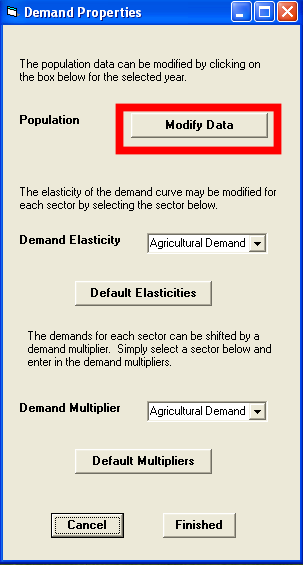 Demand Properties
The population data can be modified by clicking on
the box below for the selected year.
Population
Modify Data
The elasticity of the demand curve may be modified for
each sector by selecting the sector below.
Demand Elasticity
Agricultural Demand
Default Elasticities
The demands for each sector can be shifted by a
demand multiplier.  Simply select a sector below and
enter in the demand multipliers.
Demand Multiplier
Agricultural Demand
Default Multipliers
Cancel
Finished